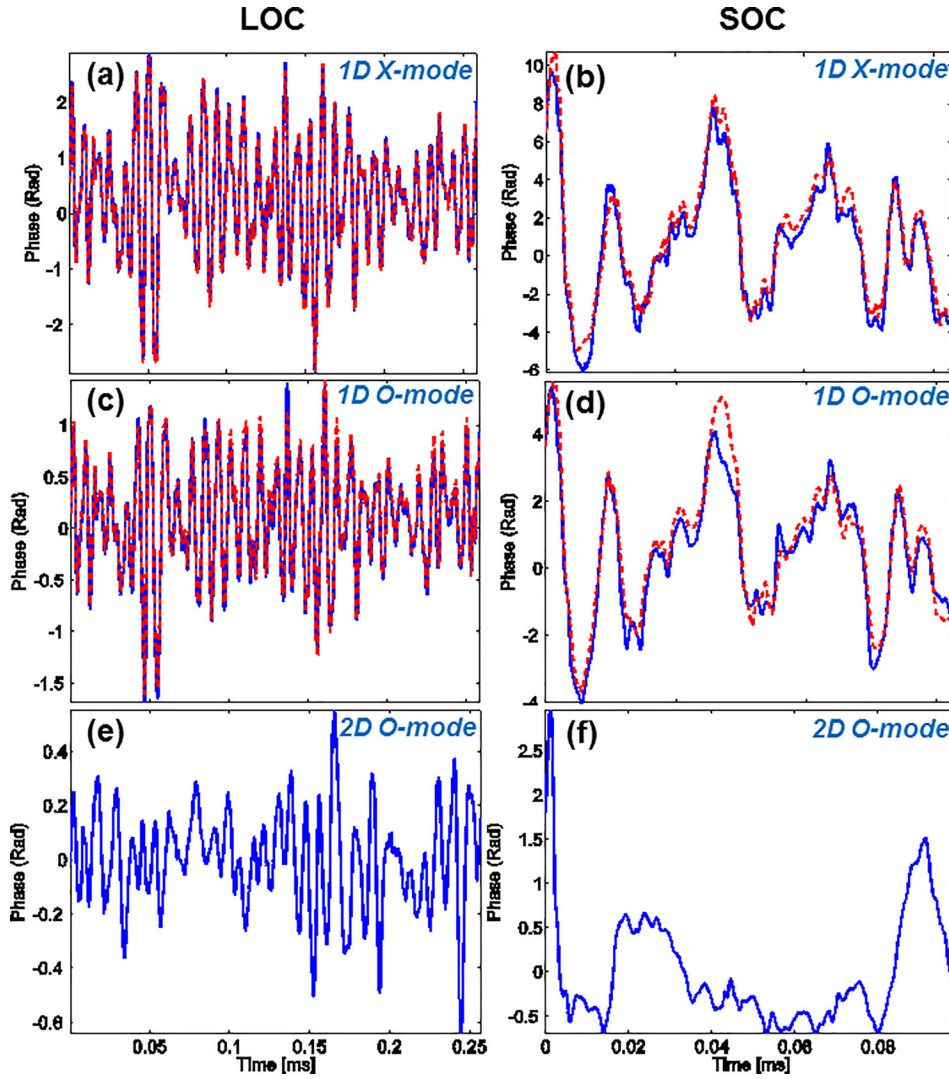 LOC
SOC
(a) 1D X-mode
(b) 1D X-mode
Phase (Rad)
2
1
0
-1
-2
Phase (Rad)
10
8
6
4
2
0
-2
-4
-6
(c) 1D O-mode
(d) 1D O-mode
Phase (Rad)
1
0.5
0
-0.5
-1
-1.5
Phase (Rad)
4
2
0
-2
-4
(e) 2D O-mode
(f) 2D O-mode
Phase (Rad)
0.4
0.2
0
-0.2
-0.4
-0.6
Phase (Rad)
2.5
2
1.5
1
0.5
0
-0.5
0.05 0.1 0.15 0.2 0.25
Time [ms]
0 0.02 0.04 0.06 0.08
Time [ms]